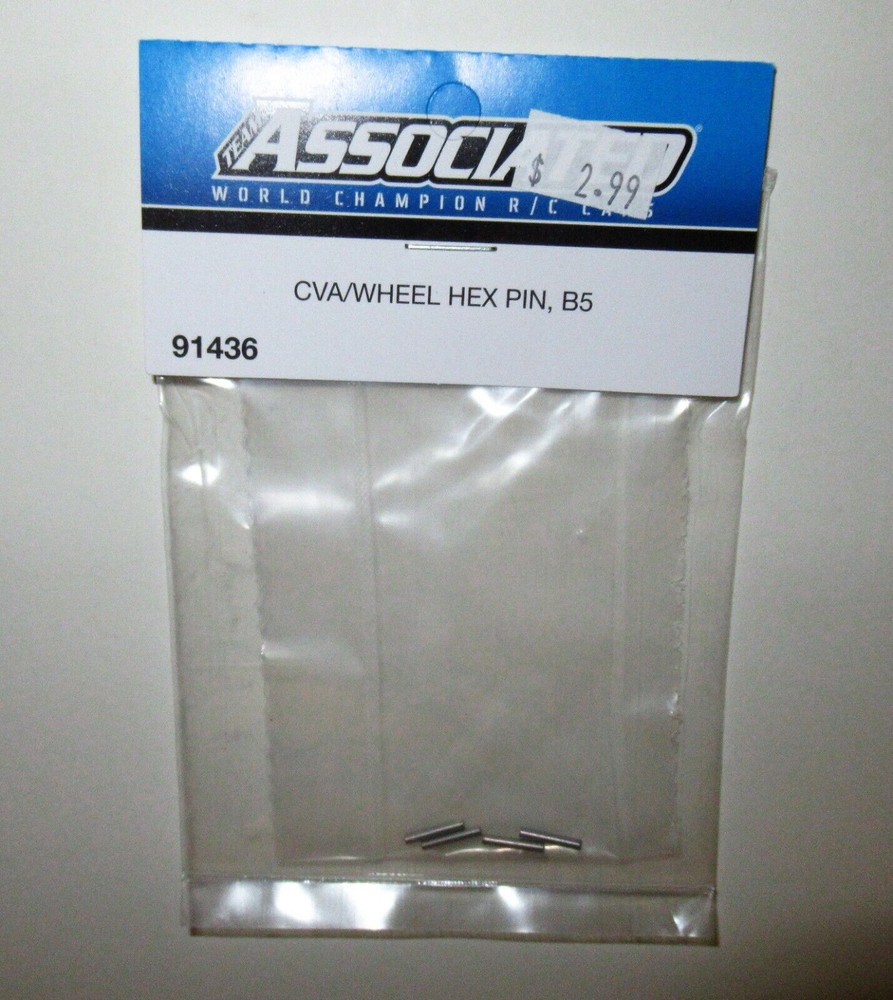 TEAM
ASSOCIATED
$ 2.99
WORLD CHAMPION R/C CARS
CVA/WHEEL HEX PIN, B5
91436